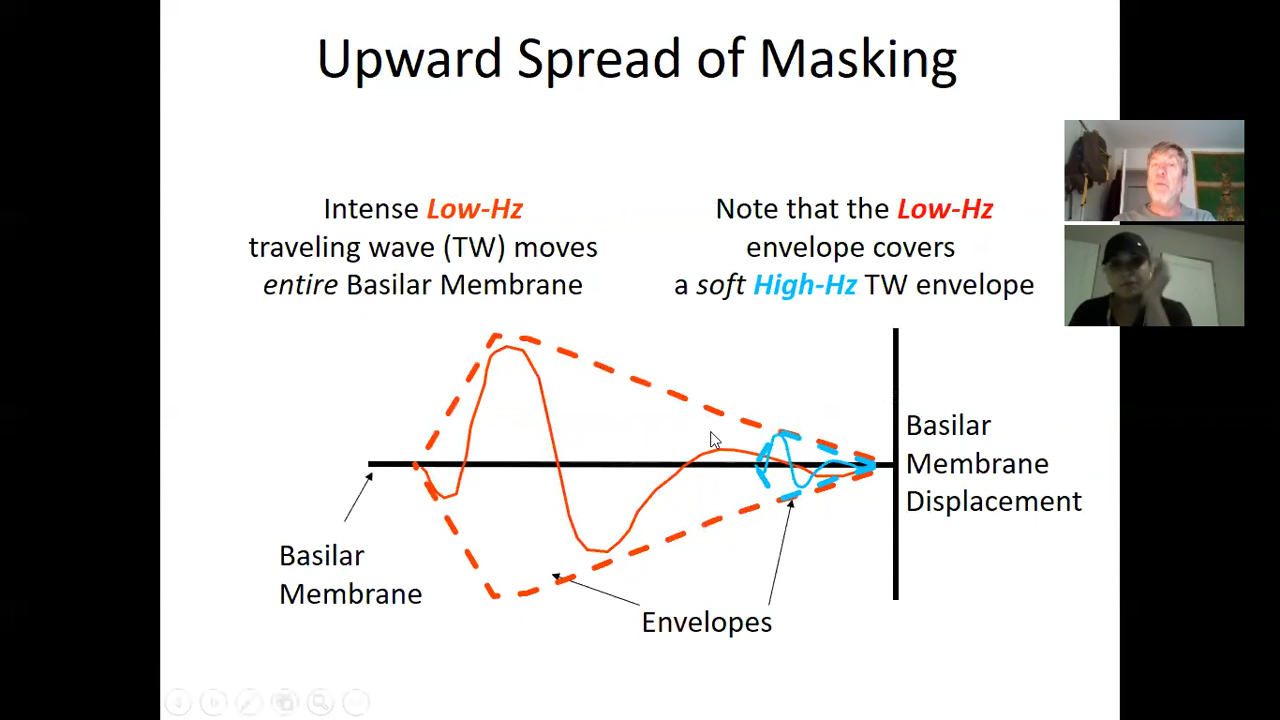 Upward Spread of Masking
Intense Low-Hz
traveling wave (TW) moves
entire Basilar Membrane
Note that the Low-Hz
envelope covers
a soft High-Hz TW envelope
Basilar
Membrane
Displacement
Basilar
Membrane
Envelopes